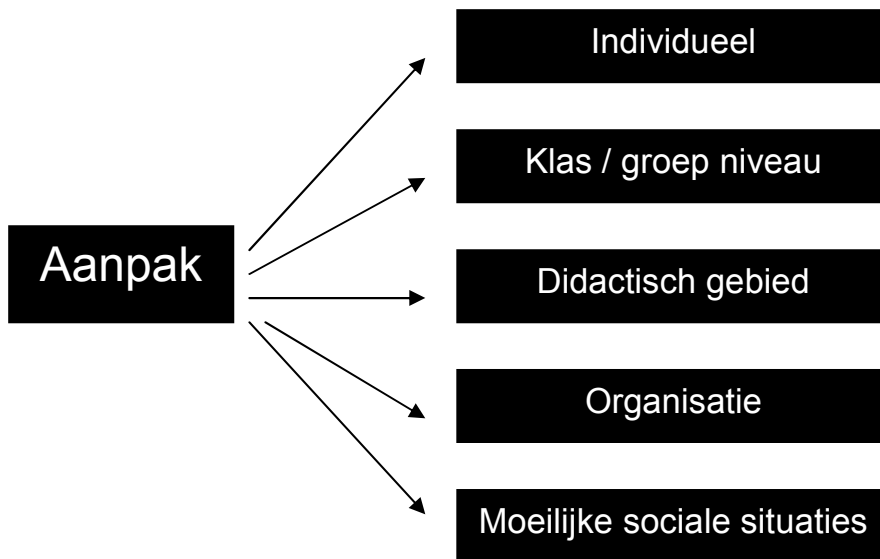 Aanpak
Individueel
Klas / groep niveau
Didactisch gebied
Organisatie
Moeilijke sociale situaties